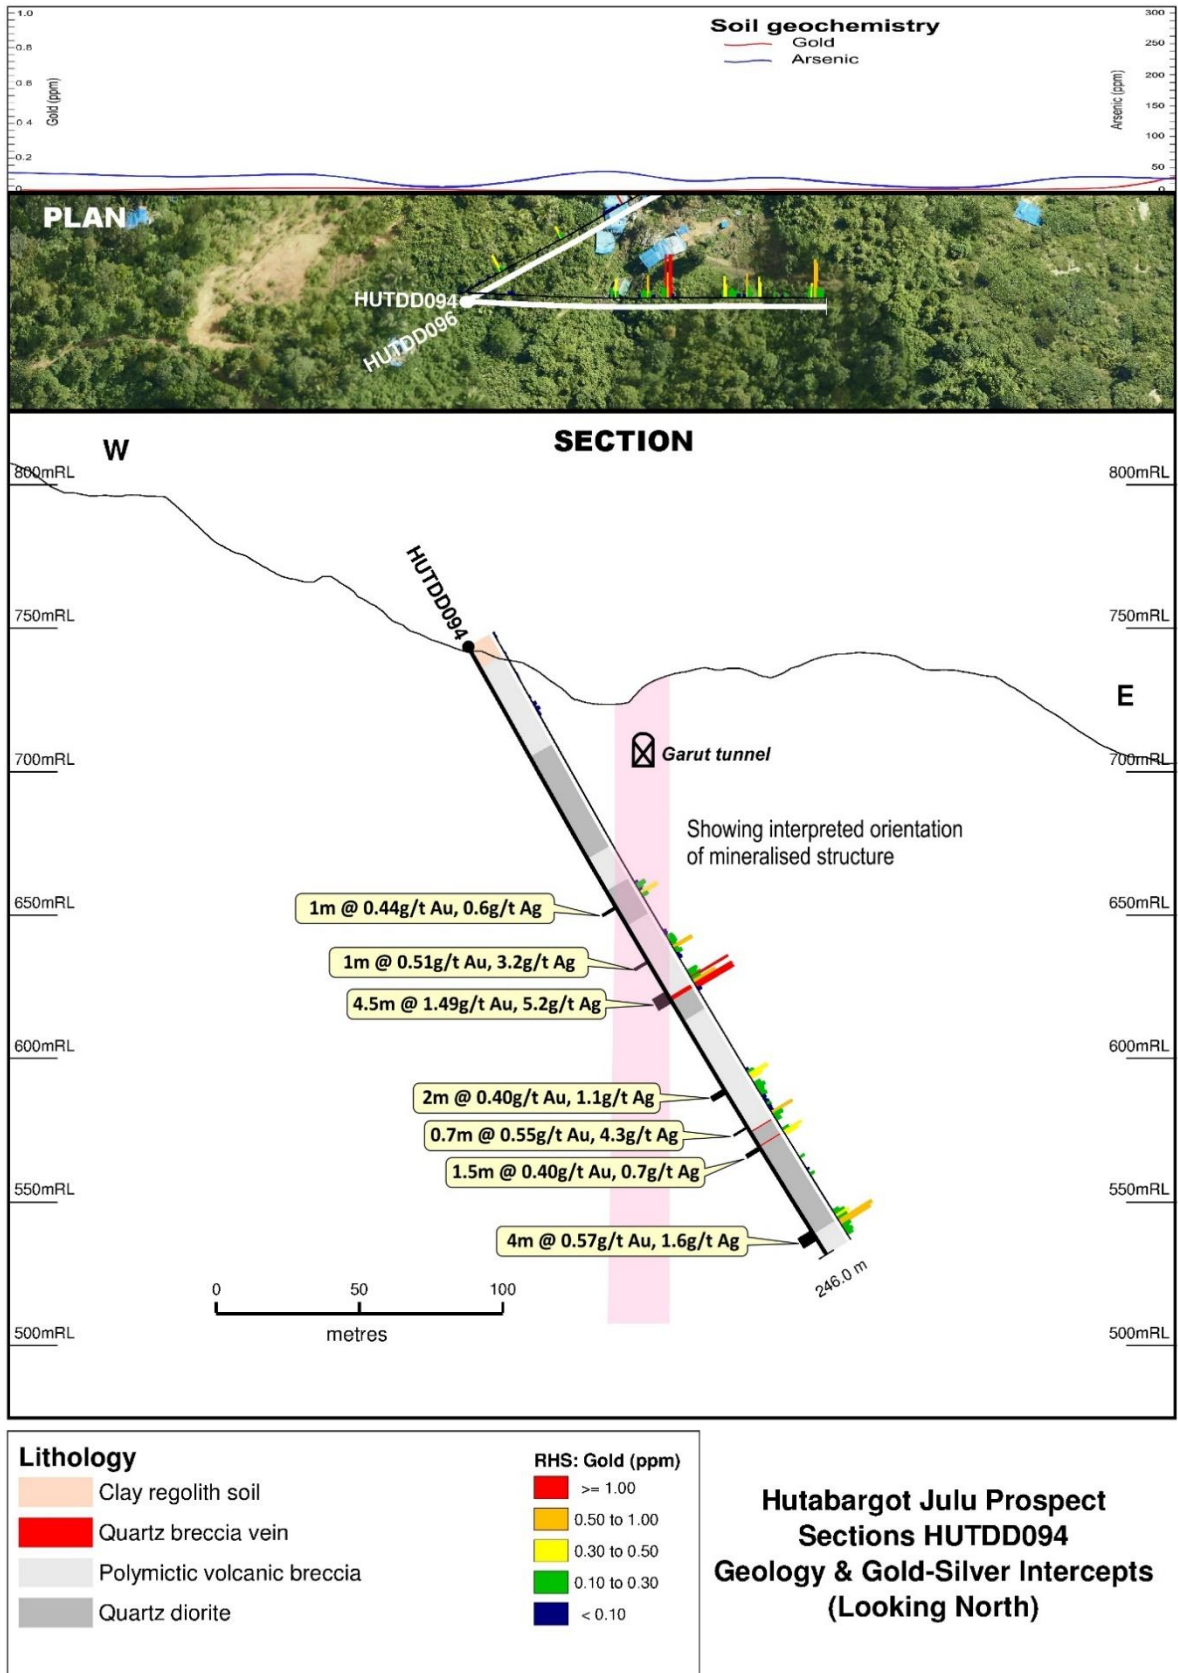 Soil geochemistry
Gold
Arsenic
1.0
0.8
0.6
0.4
0.2
0
Gold (ppm)
300
250
200
150
100
50
0
Arsenic (ppm)
PLAN
HUTDD094
HUTDD096
SECTION
W
E
800mRL
800mRL
750mRL
750mRL
700mRL
700mRL
650mRL
650mRL
600mRL
600mRL
550mRL
550mRL
500mRL
500mRL
HUTDD094
Garut tunnel
Showing interpreted orientation
of mineralised structure
1m @ 0.44g/t Au, 0.6g/t Ag
1m @ 0.51g/t Au, 3.2g/t Ag
4.5m @ 1.49g/t Au, 5.2g/t Ag
2m @ 0.40g/t Au, 1.1g/t Ag
0.7m @ 0.55g/t Au, 4.3g/t Ag
1.5m @ 0.40g/t Au, 0.7g/t Ag
4m @ 0.57g/t Au, 1.6g/t Ag
246.0 m
0 50 100
metres
Lithology
Clay regolith soil
Quartz breccia vein
Polymictic volcanic breccia
Quartz diorite
RHS: Gold (ppm)
>= 1.00
0.50 to 1.00
0.30 to 0.50
0.10 to 0.30
< 0.10
Hutabargot Julu Prospect
Sections HUTDD094
Geology & Gold-Silver Intercepts
(Looking North)